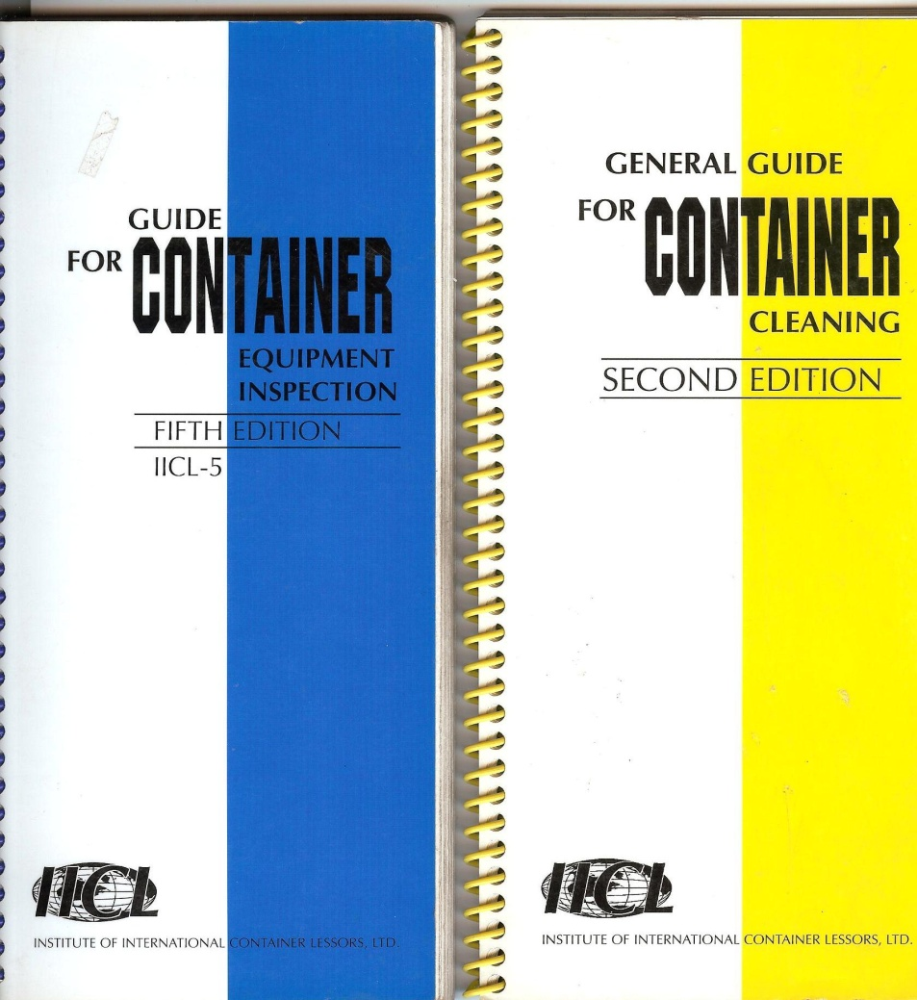 GUIDE
FOR CONTAINER
EQUIPMENT
INSPECTION
FIFTH EDITION
IICL-5
IICL
INSTITUTE OF INTERNATIONAL CONTAINER LESSORS, LTD.
GENERAL GUIDE
FOR CONTAINER
CLEANING
SECOND EDITION
IICL
INSTITUTE OF INTERNATIONAL CONTAINER LESSORS, LTD.